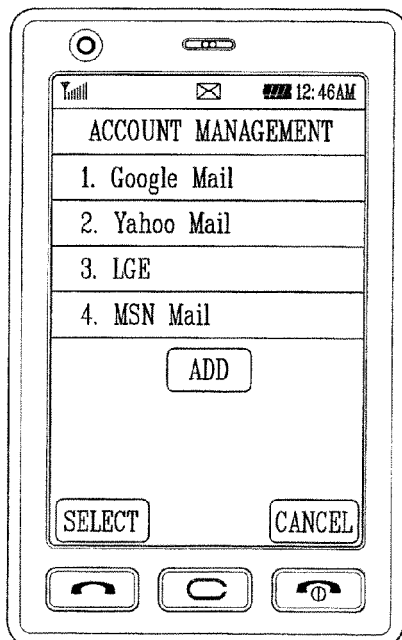 12:46AM
ACCOUNT MANAGEMENT
1. Google Mail
2. Yahoo Mail
3. LGE
4. MSN Mail
ADD
SELECT CANCEL